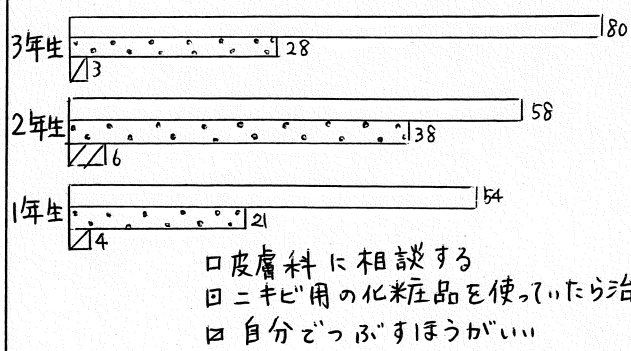 3年生
80
28
3
2年生
58
38
6
1年生
54
21
4
皮膚科に相談する
ニキビ用の化粧品を使っていたら治
自分でつぶすほうがいい